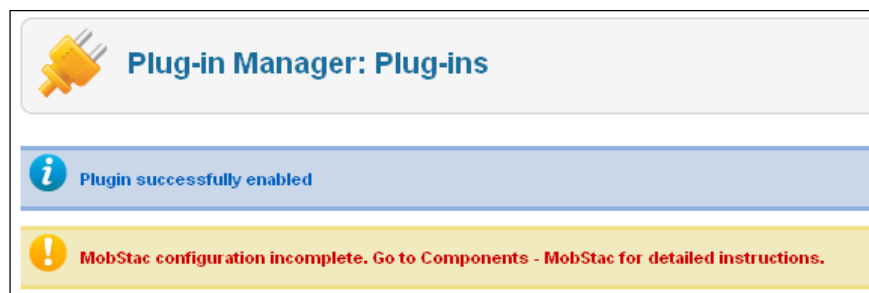 Plug-in Manager: Plug-ins
Plugin successfully enabled
MobStac configuration incomplete. Go to Components - MobStac for detailed instructions.